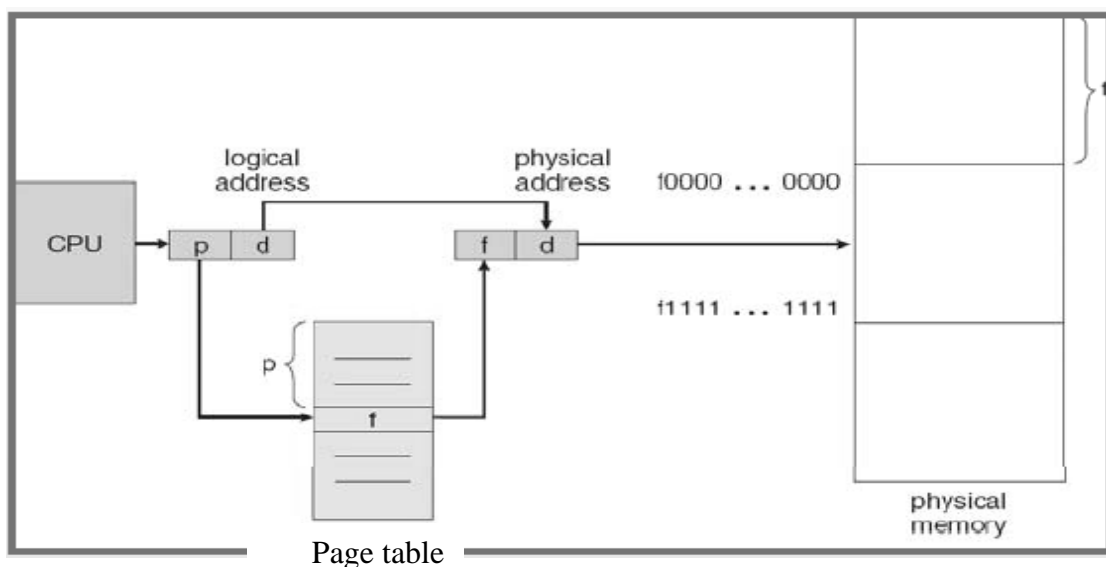 logical
address
physical
address
f0000 ... 0000
f
CPU
p
d
f
d
f1111 ... 1111
p
f
physical
memory
Page table